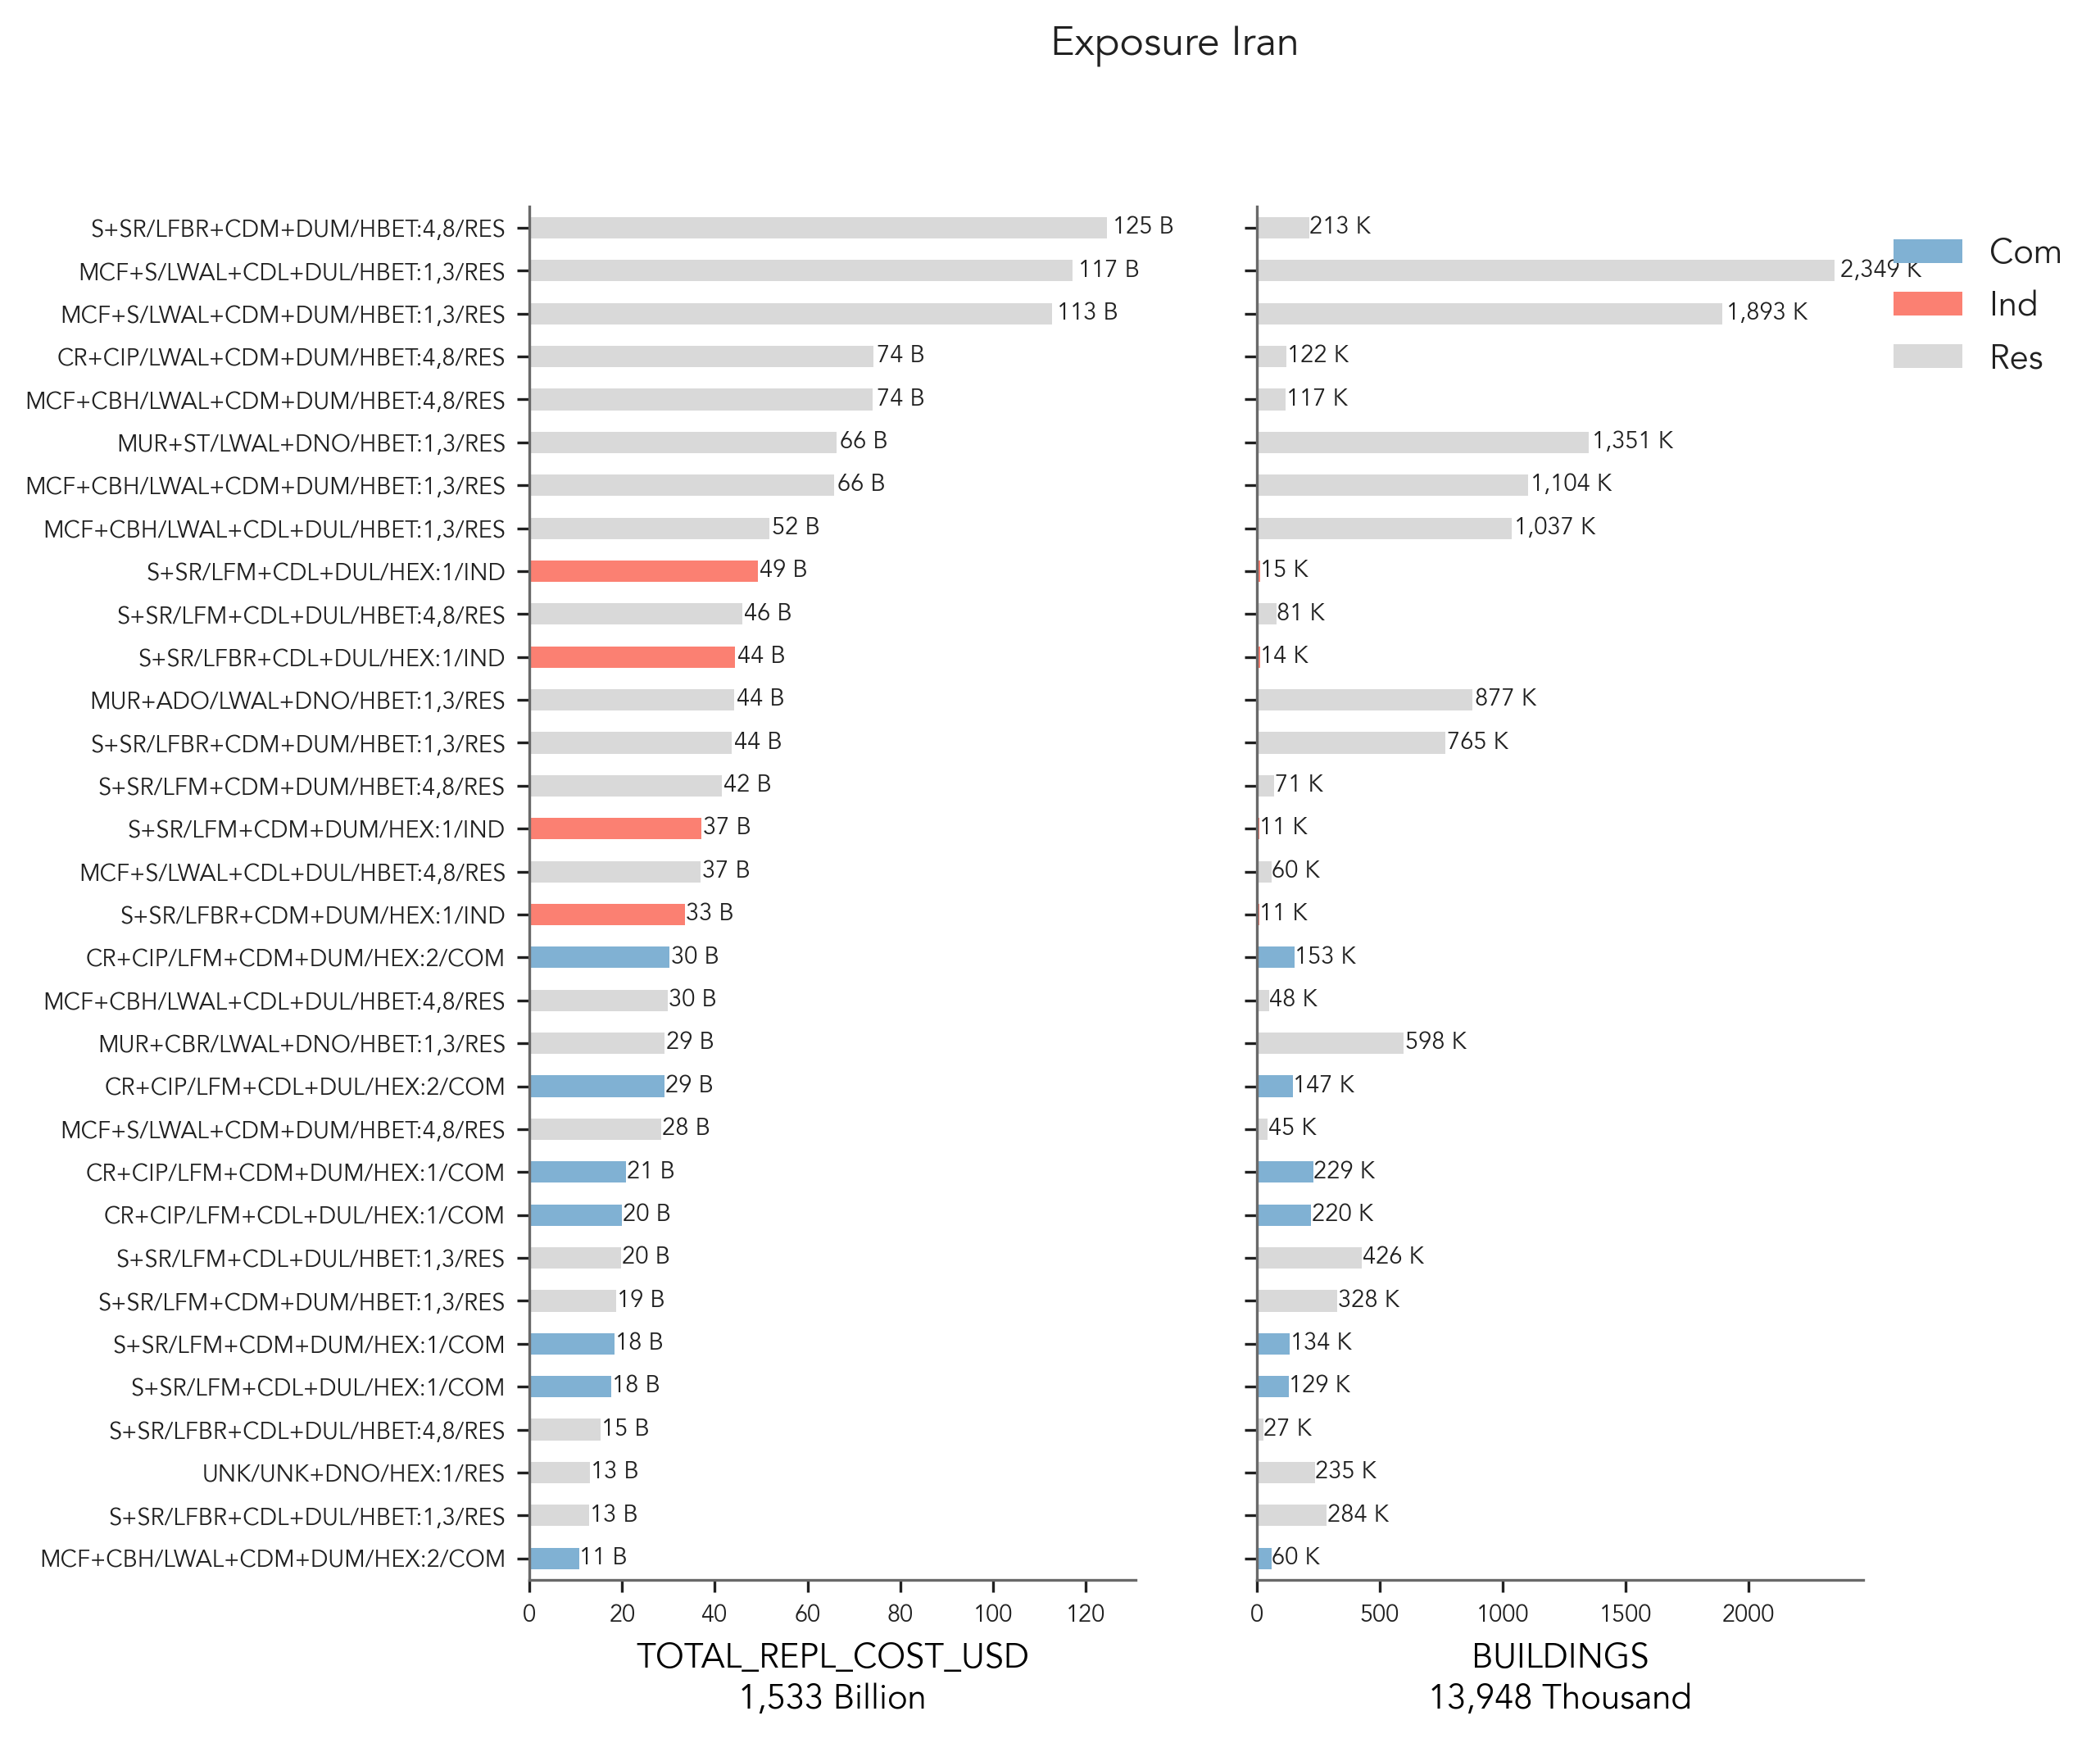 Exposure Iran
S+SR/LFBR+CDM+DUM/HBET:4,8/RES 125 B 213 K
MCF+S/LWAL+CDL+DUL/HBET:1,3/RES 117 B 2,349 K
MCF+S/LWAL+CDM+DUM/HBET:1,3/RES 113 B 1,893 K
CR+CIP/LWAL+CDM+DUM/HBET:4,8/RES 74 B 122 K
MCF+CBH/LWAL+CDM+DUM/HBET:4,8/RES 74 B 117 K
MUR+ST/LWAL+DNO/HBET:1,3/RES 66 B 1,351 K
MCF+CBH/LWAL+CDM+DUM/HBET:1,3/RES 66 B 1,104 K
MCF+CBH/LWAL+CDL+DUL/HBET:1,3/RES 52 B 1,037 K
S+SR/LFM+CDL+DUL/HEX:1/IND 49 B 15 K
S+SR/LFM+CDL+DUL/HBET:4,8/RES 46 B 81 K
S+SR/LFBR+CDL+DUL/HEX:1/IND 44 B 14 K
MUR+ADO/LWAL+DNO/HBET:1,3/RES 44 B 877 K
S+SR/LFBR+CDM+DUM/HBET:1,3/RES 44 B 765 K
S+SR/LFM+CDM+DUM/HBET:4,8/RES 42 B 71 K
S+SR/LFM+CDM+DUM/HEX:1/IND 37 B 11 K
MCF+S/LWAL+CDL+DUL/HBET:4,8/RES 37 B 60 K
S+SR/LFBR+CDM+DUM/HEX:1/IND 33 B 11 K
CR+CIP/LFM+CDM+DUM/HEX:2/COM 30 B 153 K
MCF+CBH/LWAL+CDL+DUL/HBET:4,8/RES 30 B 48 K
MUR+CBR/LWAL+DNO/HBET:1,3/RES 29 B 598 K
CR+CIP/LFM+CDL+DUL/HEX:2/COM 29 B 147 K
MCF+S/LWAL+CDM+DUM/HBET:4,8/RES 28 B 45 K
CR+CIP/LFM+CDM+DUM/HEX:1/COM 21 B 229 K
CR+CIP/LFM+CDL+DUL/HEX:1/COM 20 B 220 K
S+SR/LFM+CDL+DUL/HBET:1,3/RES 20 B 426 K
S+SR/LFM+CDM+DUM/HBET:1,3/RES 19 B 328 K
S+SR/LFM+CDM+DUM/HEX:1/COM 18 B 134 K
S+SR/LFM+CDL+DUL/HEX:1/COM 18 B 129 K
S+SR/LFBR+CDL+DUL/HBET:4,8/RES 15 B 27 K
UNK/UNK+DNO/HEX:1/RES 13 B 235 K
S+SR/LFBR+CDL+DUL/HBET:1,3/RES 13 B 284 K
MCF+CBH/LWAL+CDM+DUM/HEX:2/COM 11 B 60 K
0 20 40 60 80 100 120
TOTAL_REPL_COST_USD
1,533 Billion
0 500 1000 1500 2000
BUILDINGS
13,948 Thousand
Com
Ind
Res